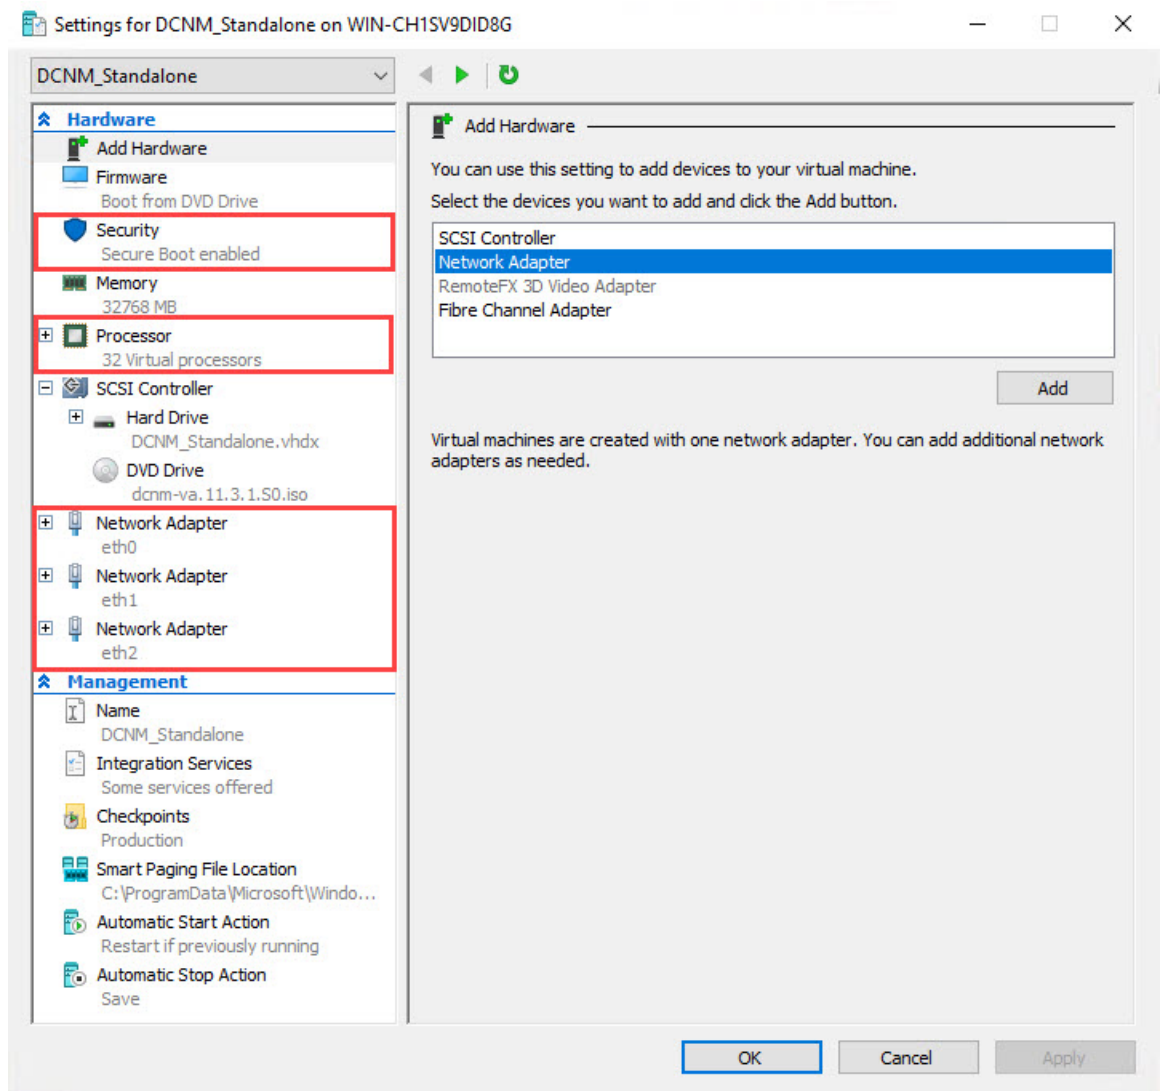 Settings for DCNM_Standalone on WIN-CH1SV9DID8G
DCNM_Standalone
Hardware
Add Hardware
Firmware
Boot from DVD Drive
Security
Secure Boot enabled
Memory
32768 MB
Processor
32 Virtual processors
SCSI Controller
Hard Drive
DCNM_Standalone.vhdx
DVD Drive
dcnm-va.11.3.1.S0.iso
Network Adapter
eth0
Network Adapter
eth1
Network Adapter
eth2
Management
Name
DCNM_Standalone
Integration Services
Some services offered
Checkpoints
Production
Smart Paging File Location
C:\ProgramData\Microsoft\Windo...
Automatic Start Action
Restart if previously running
Automatic Stop Action
Save
Add Hardware
You can use this setting to add devices to your virtual machine.
Select the devices you want to add and click the Add button.
SCSI Controller
Network Adapter
RemoteFX 3D Video Adapter
Fibre Channel Adapter
Add
Virtual machines are created with one network adapter. You can add additional network
adapters as needed.
OK
Cancel
Apply